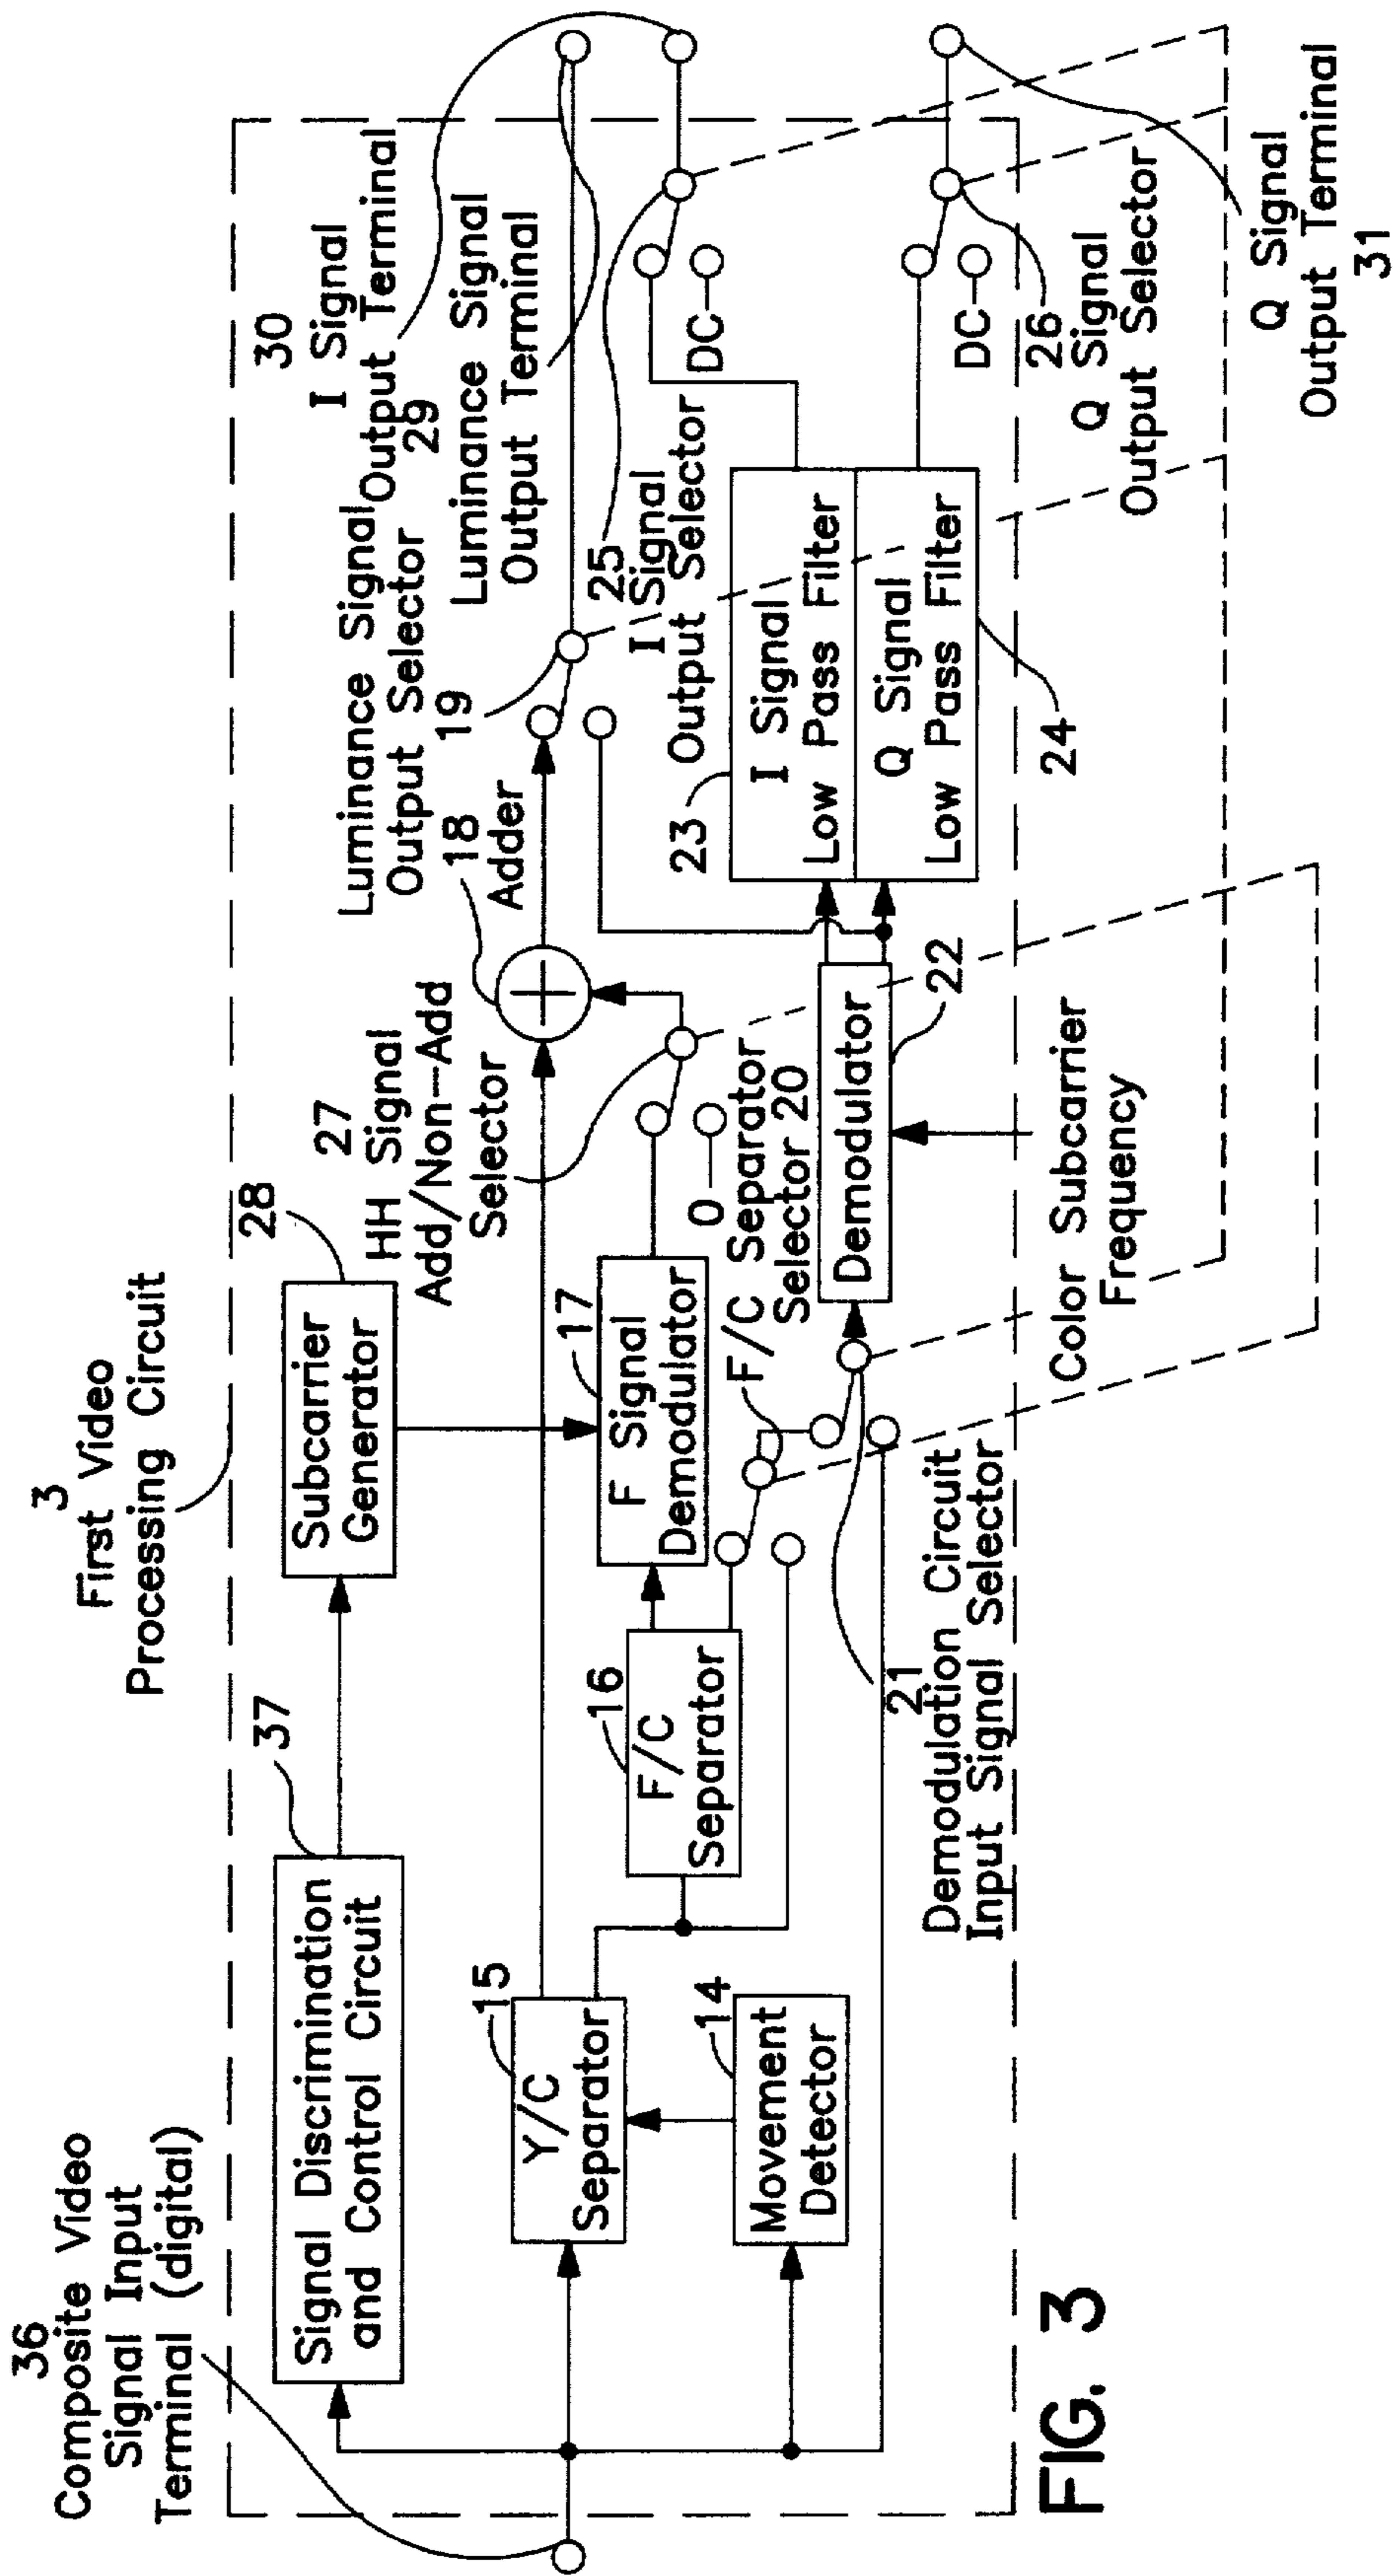 3
First Video
Processing Circuit
36
Composite Video
Signal Input
Terminal (digital)
37
Signal Discrimination
and Control Circuit
28
Subcarrier
Generator
27
HH Signal
Add/Non-Add
Selector
18
Adder
Luminance Signal
Output Selector
19
30
I Signal
Output Terminal
29
Luminance Signal
Output Terminal
15
Y/C
Separator
14
Movement
Detector
16
F/C
Separator
17
F Signal
Demodulator
0
F/C Separator
Selector 20
21
Demodulation Circuit
Input Signal Selector
Demodulator
22
Color Subcarrier
Frequency
23
I Signal
Low Pass Filter
Q Signal
Low Pass Filter
24
25
I Signal
Output Selector
DC
DC
26
Q Signal
Output Selector
Q Signal
Output Terminal
31
FIG. 3